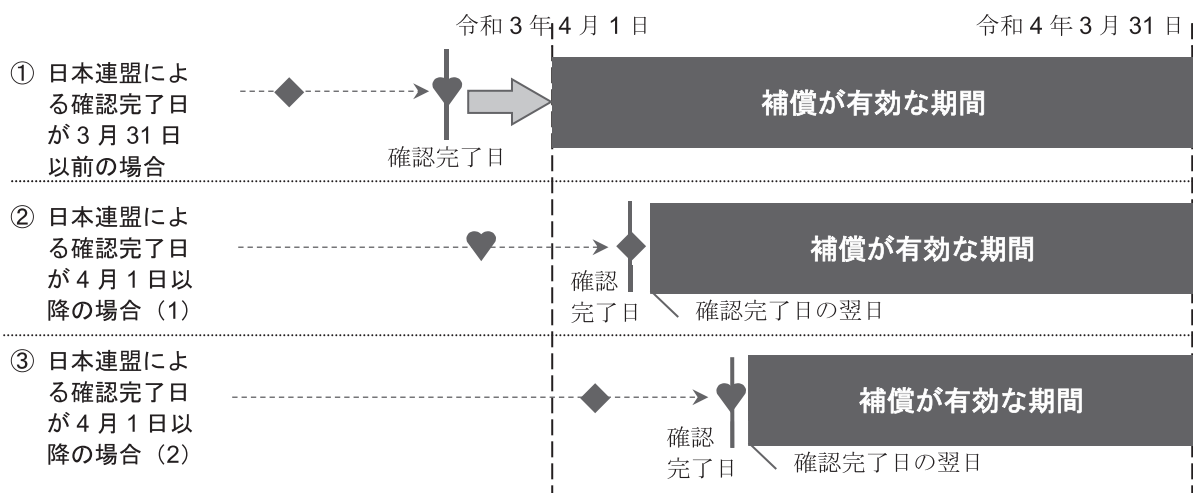 令和 3 年 4 月 1 日
令和 4 年 3 月 31 日
① 日本連盟によ
る確認完了日
が 3 月 31 日
以前の場合
確認完了日
補償が有効な期間
② 日本連盟によ
る確認完了日
が 4 月 1 日以
降の場合（1）
確認
完了日
補償が有効な期間
確認完了日の翌日
③ 日本連盟によ
る確認完了日
が 4 月 1 日以
降の場合（2）
確認
完了日
補償が有効な期間
確認完了日の翌日